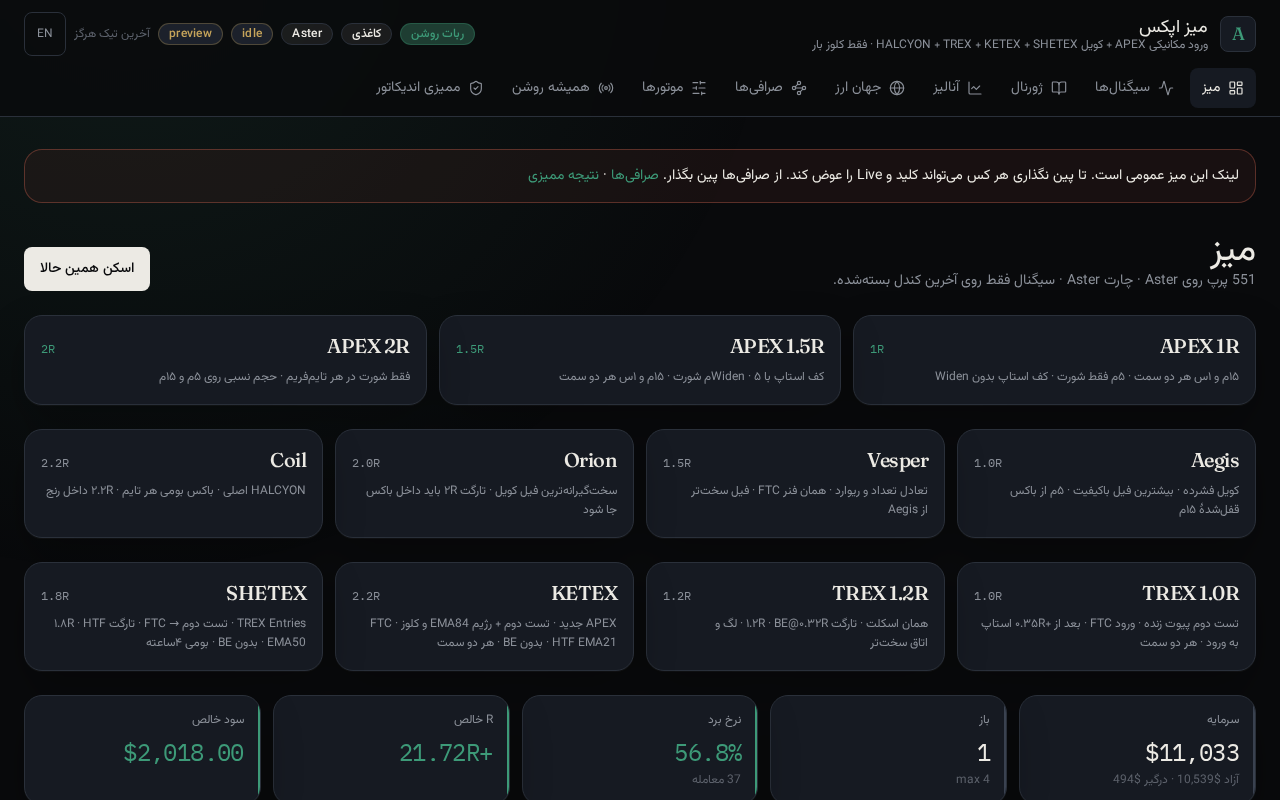 A
میز اپکس
ورود مکانیکی APEX + کویل HALCYON + TREX + KETEX + SHETEX · فقط کلوز بار
ربات روشن
کاغذی
Aster
idle
preview
آخرین تیک هرگز
EN
میز
سیگنال‌ها
ژورنال
آنالیز
جهان ارز
صرافی‌ها
موتورها
همیشه روشن
ممیزی اندیکاتور
لینک این میز عمومی است. تا پین نگذاری هر کس می‌تواند کلید و Live را عوض کند. از صرافی‌ها پین بگذار. صرافی‌ها · نتیجه ممیزی
میز
551 پرپ روی Aster · چارت Aster · سیگنال فقط روی آخرین کندل بسته‌شده.
اسکن همین حالا
APEX 1R
1R
۱۵م و ۱س هر دو سمت · ۵م فقط شورت · کف استاپ بدون Widen
APEX 1.5R
1.5R
کف استاپ با Widen · ۵م شورت · ۱۵م و ۱س هر دو سمت
APEX 2R
2R
فقط شورت در هر تایم‌فریم · حجم نسبی روی ۵م و ۱۵م
Aegis
1.0R
کویل فشرده · بیشترین فیل باکیفیت · ۵م از باکس
قفل‌شدهٔ ۱۵م
Vesper
1.5R
تعادل تعداد و ریوارد · همان فنر FTC · فیل سخت‌تر
از Aegis
Orion
2.0R
سخت‌گیرانه‌ترین فیل کویل · تارگت ۲R باید داخل باکس
جا شود
Coil
2.2R
HALCYON اصلی · باکس بومی هر تایم · ۲.۲R داخل رنج
TREX 1.0R
1.0R
تست دوم پیوت زنده · ورود FTC · بعد از +۰.۳۵R استاپ
به ورود · هر دو سمت
TREX 1.2R
1.2R
همان اسکلت · تارگت ۱.۲R · BE@۰.۳۲R · لگ و
اتاق سخت‌تر
KETEX
2.2R
APEX جدید · تست دوم + رژیم EMA84 و کلوز · FTC
HTF EMA21 · بدون BE · هر دو سمت
SHETEX
1.8R
TREX Entries · تست دوم → FTC · تارگت ۱.۸R · HTF
EMA50 · بدون BE · بومی ۴ساعته
سرمایه
$11,033
آزاد $10,539 · درگیر $494
باز
1
max 4
نرخ برد
56.8%
37 معامله
R خالص
+21.72R
سود خالص
$2,018.00